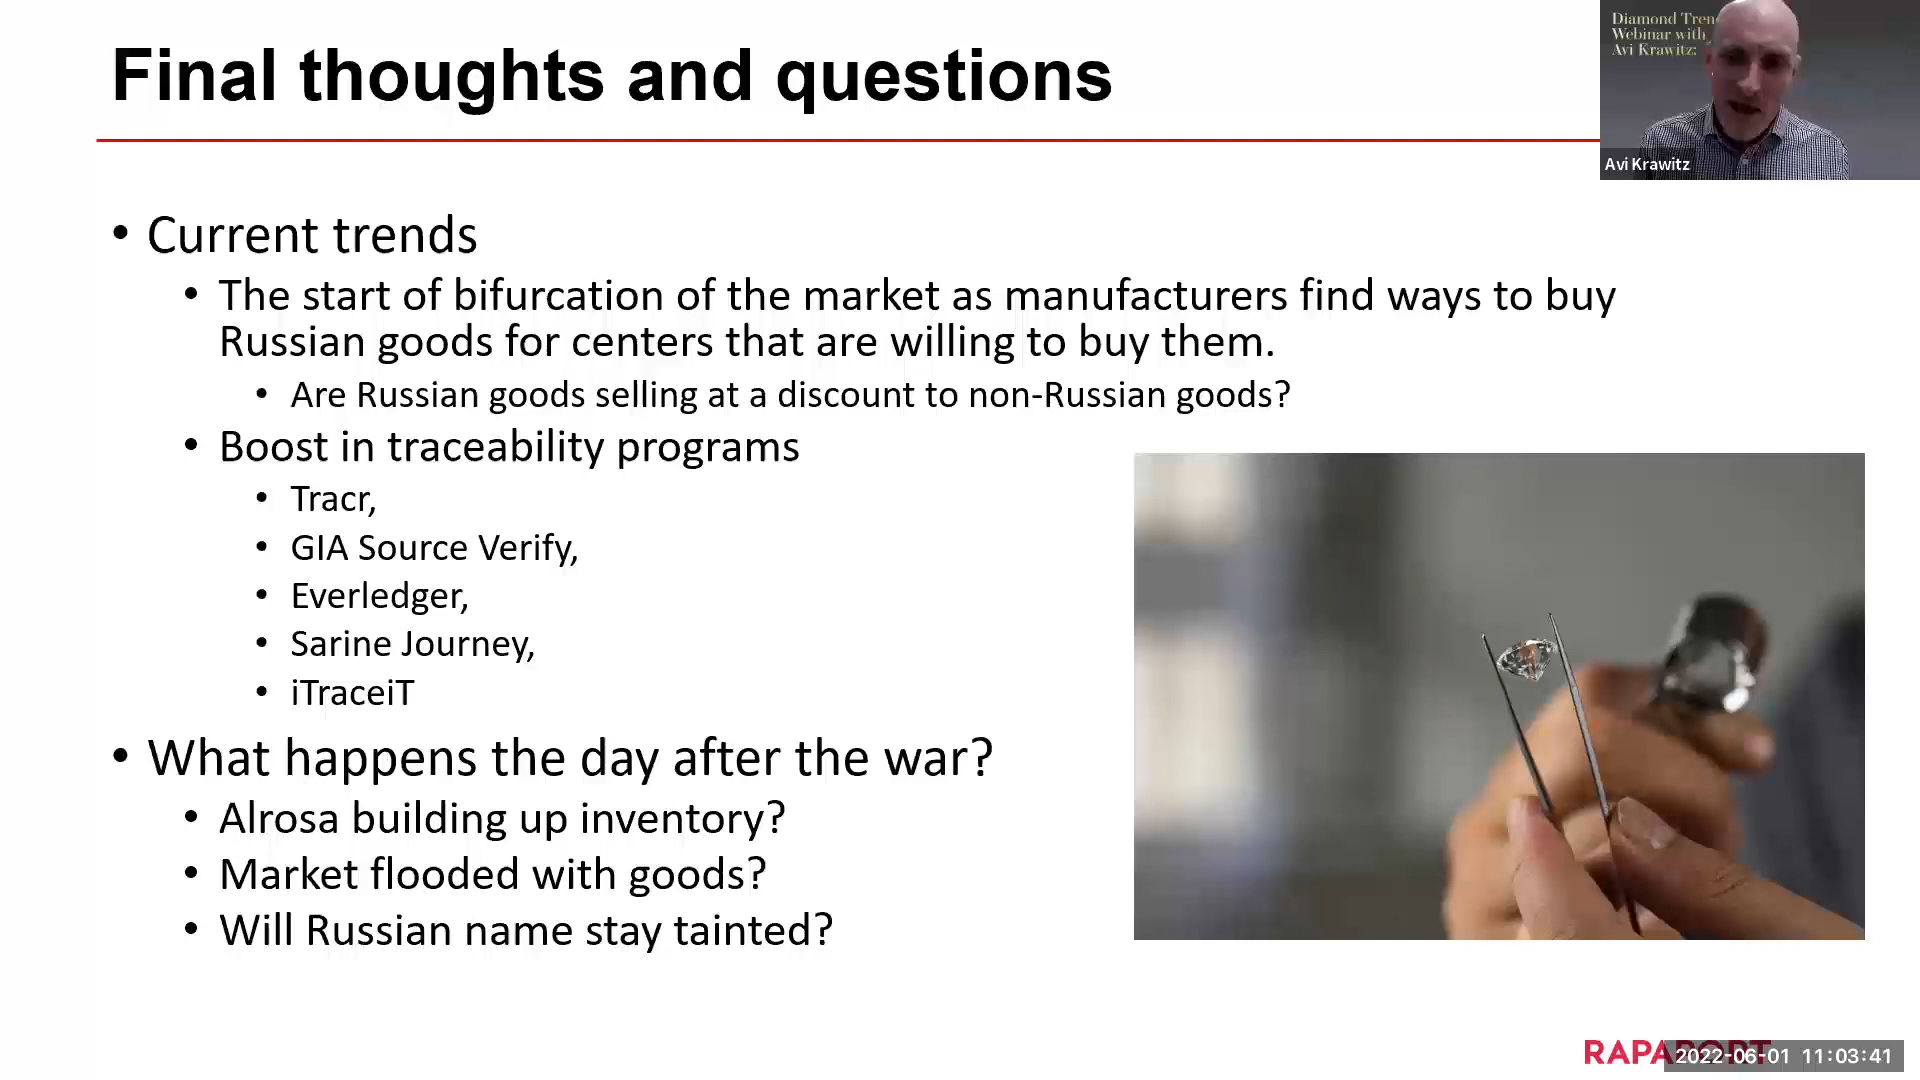 Final thoughts and questions
Diamond Tren
Webinar with
Avi Krawitz:
Avi Krawitz
• Current trends
• The start of bifurcation of the market as manufacturers find ways to buy
Russian goods for centers that are willing to buy them.
• Are Russian goods selling at a discount to non-Russian goods?
• Boost in traceability programs
• Tracr,
• GIA Source Verify,
• Everledger,
• Sarine Journey,
• iTraceiT
• What happens the day after the war?
• Alrosa building up inventory?
• Market flooded with goods?
• Will Russian name stay tainted?
RAPAPORT
2022-06-01 11:03:41